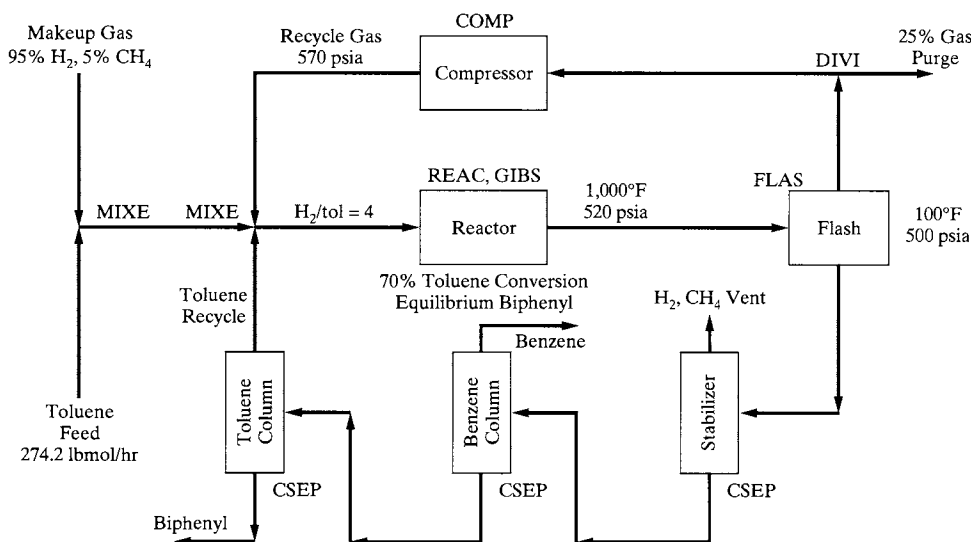 Makeup Gas
95% H₂, 5% CH₄
Recycle Gas
570 psia
COMP
Compressor
DIVI
25% Gas
Purge
MIXE
MIXE
H₂/tol = 4
REAC, GIBS
Reactor
1,000°F
520 psia
FLAS
Flash
100°F
500 psia
70% Toluene Conversion
Equilibrium Biphenyl
Toluene
Recycle
Benzene
H₂, CH₄ Vent
Toluene
Feed
274.2 lbmol/hr
Toluene
Column
Benzene
Column
Stabilizer
CSEP
CSEP
CSEP
Biphenyl